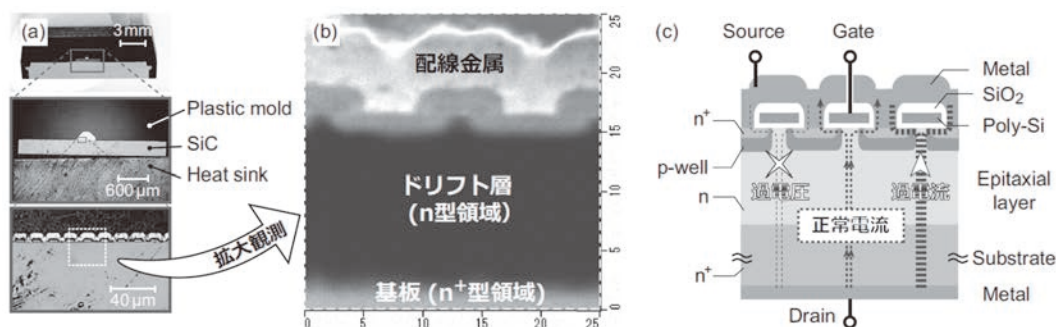 (a)
3mm
Plastic mold
SiC
Heat sink
600μm
40μm
拡大観測
(b)
配線金属
ドリフト層
(n型領域)
基板 (n⁺型領域)
0 5 10 15 20 25
0 5 10 15 20 25
(c)
Source
Gate
Metal
SiO₂
Poly-Si
n⁺
p-well
n
n⁺
過電圧
過電流
正常電流
Epitaxial
layer
Substrate
Metal
Drain